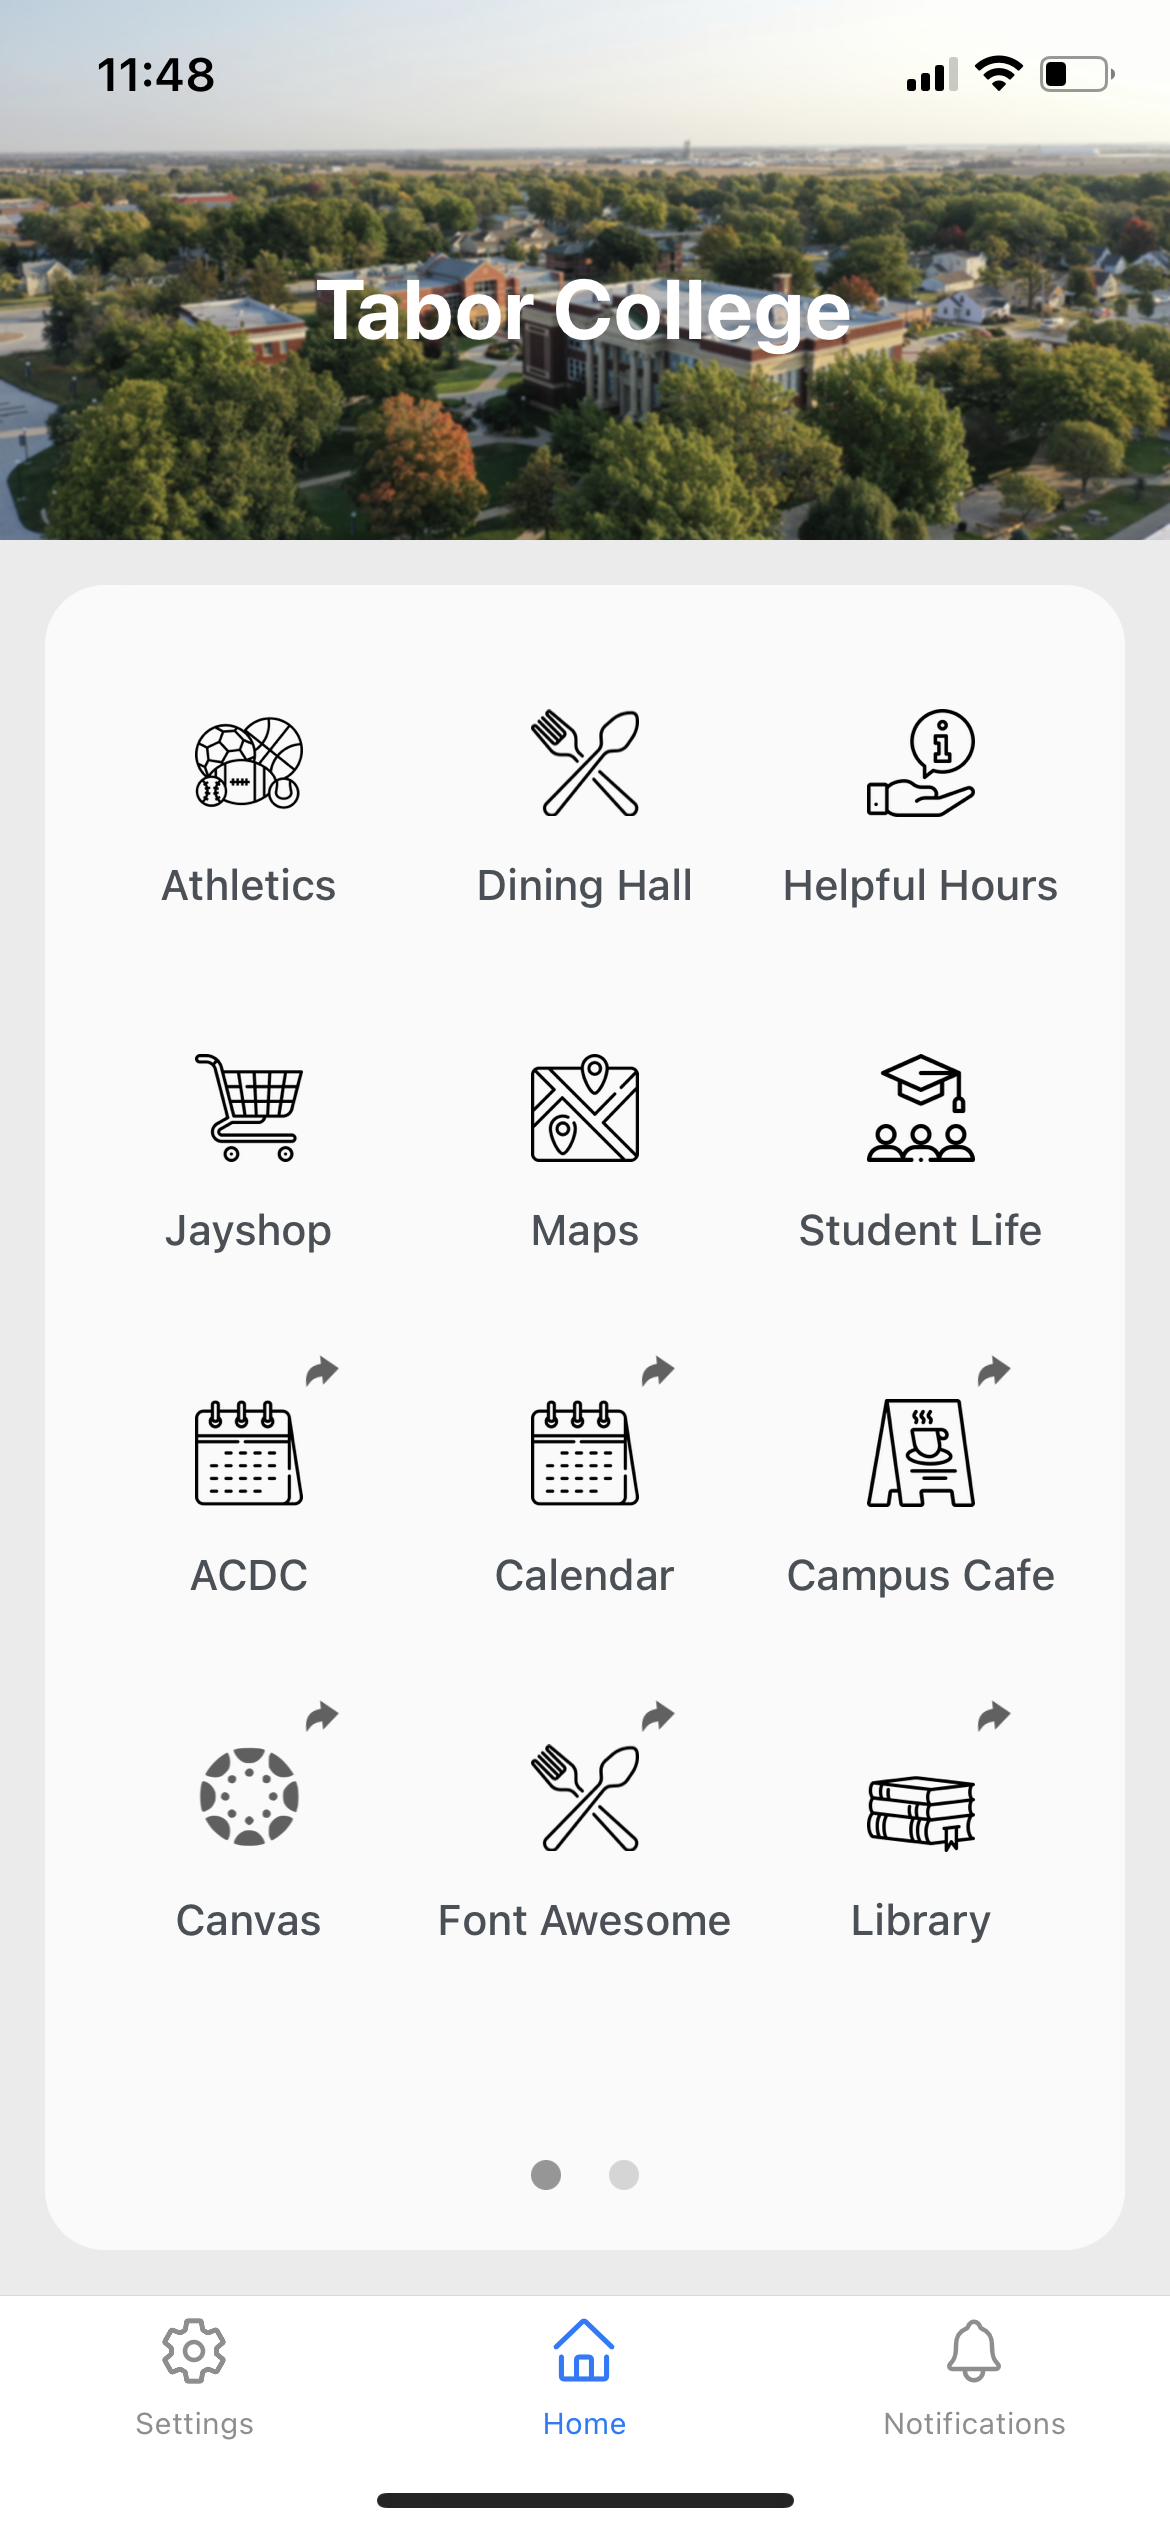 11:48
Tabor College
Athletics
Dining Hall
Helpful Hours
Jayshop
Maps
Student Life
ACDC
Calendar
Campus Cafe
Canvas
Font Awesome
Library
Settings
Home
Notifications